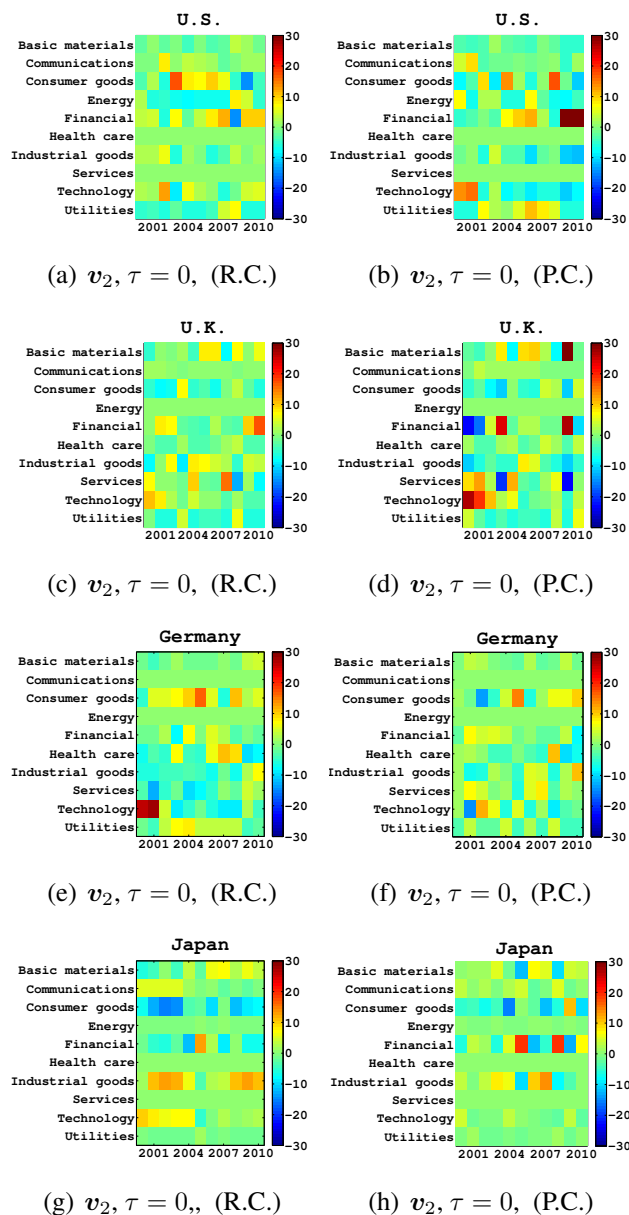 U.S.
Basic materials
Communications
Consumer goods
Energy
Financial
Health care
Industrial goods
Services
Technology
Utilities
2001 2004 2007 2010
30
20
10
0
−10
−20
−30
(a) v2, τ = 0, (R.C.)
U.S.
Basic materials
Communications
Consumer goods
Energy
Financial
Health care
Industrial goods
Services
Technology
Utilities
2001 2004 2007 2010
30
20
10
0
−10
−20
−30
(b) v2, τ = 0, (P.C.)
U.K.
Basic materials
Communications
Consumer goods
Energy
Financial
Health care
Industrial goods
Services
Technology
Utilities
2001 2004 2007 2010
30
20
10
0
−10
−20
−30
(c) v2, τ = 0, (R.C.)
U.K.
Basic materials
Communications
Consumer goods
Energy
Financial
Health care
Industrial goods
Services
Technology
Utilities
2001 2004 2007 2010
30
20
10
0
−10
−20
−30
(d) v2, τ = 0, (P.C.)
Germany
Basic materials
Communications
Consumer goods
Energy
Financial
Health care
Industrial goods
Services
Technology
Utilities
2001 2004 2007 2010
30
20
10
0
−10
−20
−30
(e) v2, τ = 0, (R.C.)
Germany
Basic materials
Communications
Consumer goods
Energy
Financial
Health care
Industrial goods
Services
Technology
Utilities
2001 2004 2007 2010
30
20
10
0
−10
−20
−30
(f) v2, τ = 0, (P.C.)
Japan
Basic materials
Communications
Consumer goods
Energy
Financial
Health care
Industrial goods
Services
Technology
Utilities
2001 2004 2007 2010
30
20
10
0
−10
−20
−30
(g) v2, τ = 0,, (R.C.)
Japan
Basic materials
Communications
Consumer goods
Energy
Financial
Health care
Industrial goods
Services
Technology
Utilities
2001 2004 2007 2010
30
20
10
0
−10
−20
−30
(h) v2, τ = 0, (P.C.)